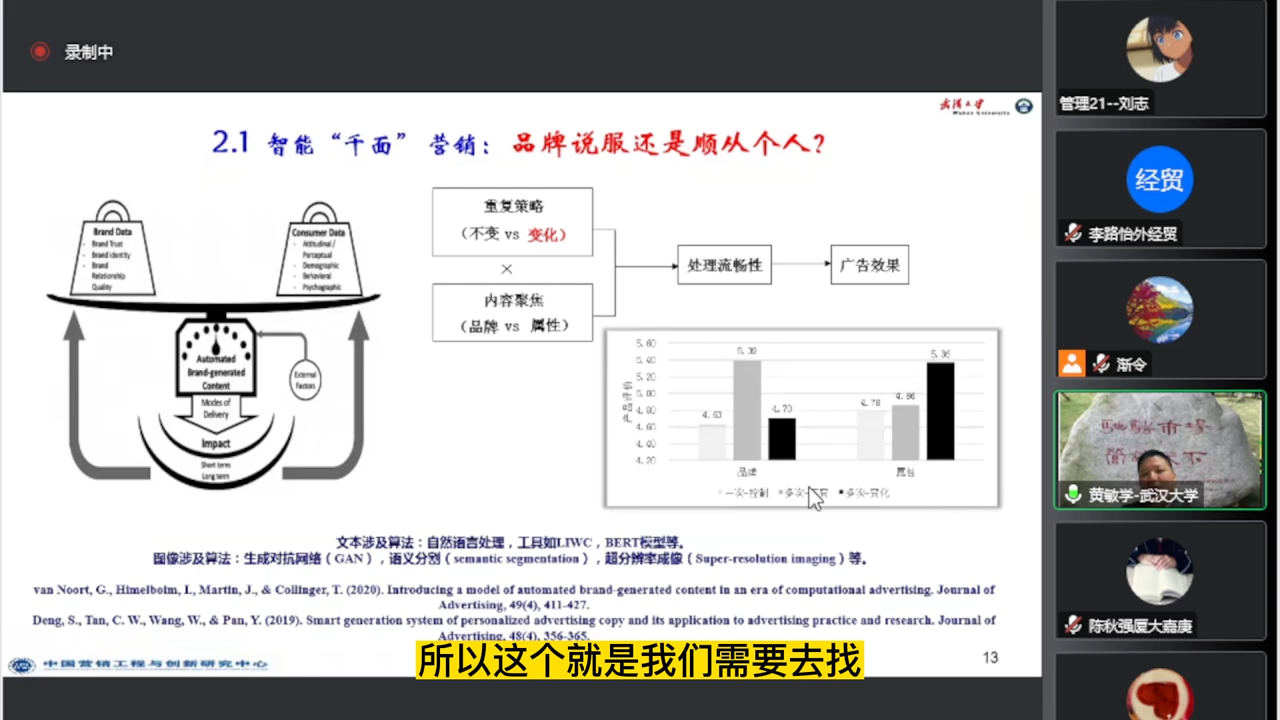 录制中
武汉大学
Wuhan University
2.1 智能“千面”营销：品牌说服还是顺从个人？
Brand Data
- Brand Trust
- Brand Identity
- Brand
Relationship
Quality
Consumer Data
- Attitudinal /
Perceptual
- Demographic
- Behavioral
- Psychographic
Automated
Brand-generated
Content
External
Factors
Modes of
Delivery
Impact
Short term
Long term
重复策略
（不变 vs 变化）
×
内容聚焦
（品牌 vs 属性）
处理流畅性
广告效果
5.60
5.40
5.20
5.00
4.80
4.60
4.40
4.20
产品评价
4.63
5.39
4.70
4.78
4.86
5.36
品牌
属性
一次-控制
多次-变化
文本涉及算法：自然语言处理，工具如LIWC，BERT模型等。
图像涉及算法：生成对抗网络（GAN），语义分割（semantic segmentation），超分辨率成像（Super-resolution imaging）等。
van Noort, G., Himelboim, I., Martin, J., & Collinger, T. (2020). Introducing a model of automated brand-generated content in an era of computational advertising. Journal of
Advertising, 49(4), 411-427.
Deng, S., Tan, C. W., Wang, W., & Pan, Y. (2019). Smart generation system of personalized advertising copy and its application to advertising practice and research. Journal of
Advertising, 48(4), 356-365.
中国营销工程与创新研究中心
13
所以这个就是我们需要去找
管理21--刘志
经贸
李路怡外经贸
渐令
黄敏学-武汉大学
陈秋强厦大嘉庚